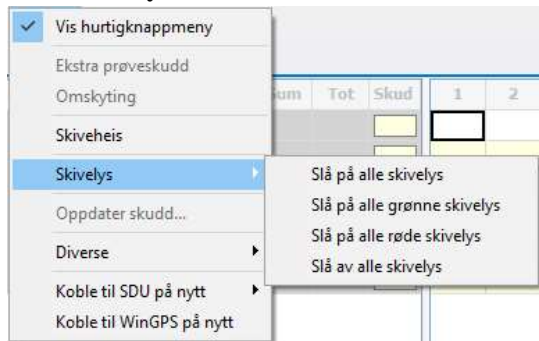 Vis hurtigknappmeny
Ekstra prøveskudd
Omskyting
Sum Tot Skud 1 2
Skiveheis
Skivelys
Slå på alle skivelys
Slå på alle grønne skivelys
Slå på alle røde skivelys
Slå av alle skivelys
Oppdater skudd...
Diverse
Koble til SDU på nytt
Koble til WinGPS på nytt